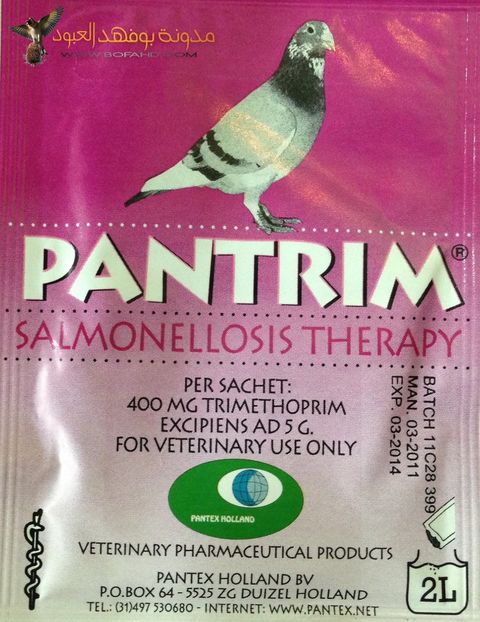 مدونة بوفهد العبود
WWW.BOFAHD.COM
PANTRIM®
SALMONELLOSIS THERAPY
PER SACHET:
400 MG TRIMETHOPRIM
EXCIPIENS AD 5 G.
FOR VETERINARY USE ONLY
BATCH 11C28 399
MAN. 03-2011
EXP. 03-2014
PANTEX HOLLAND
VETERINARY PHARMACEUTICAL PRODUCTS
PANTEX HOLLAND BV
P.O.BOX 64 - 5525 ZG DUIZEL HOLLAND
TEL.: (31)497 530680 - INTERNET: WWW.PANTEX.NET
2L